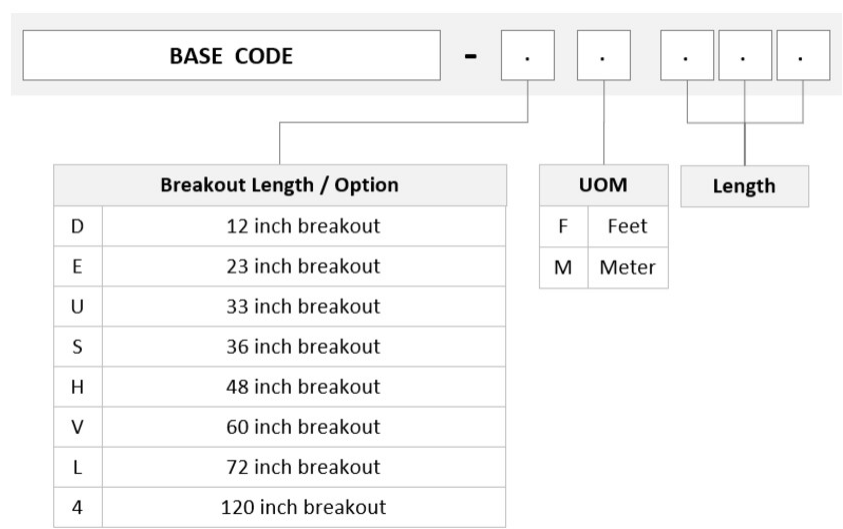 BASE CODE - . . . . .
Breakout Length / Option
D 12 inch breakout
E 23 inch breakout
U 33 inch breakout
S 36 inch breakout
H 48 inch breakout
V 60 inch breakout
L 72 inch breakout
4 120 inch breakout
UOM
F Feet
M Meter
Length